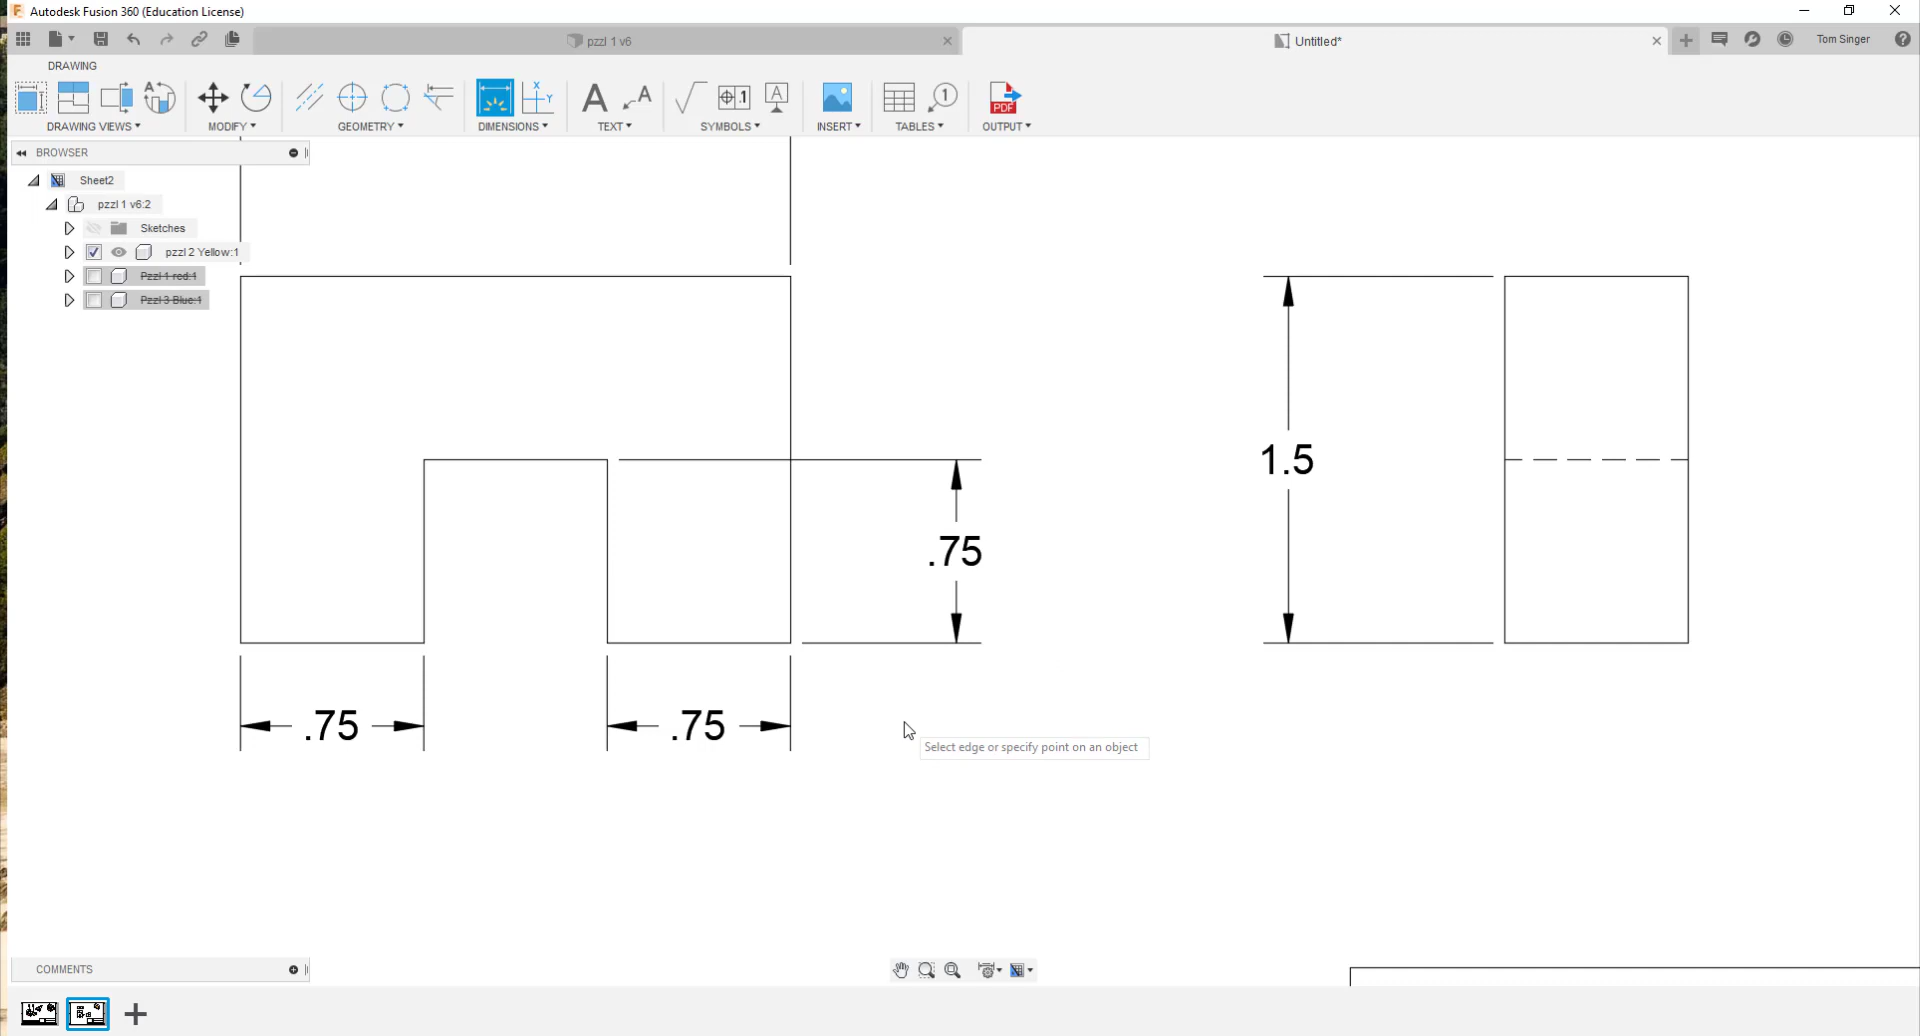 Autodesk Fusion 360 (Education License)
pzzl 1 v6
Untitled*
Tom Singer
DRAWING
DRAWING VIEWS
MODIFY
GEOMETRY
DIMENSIONS
TEXT
SYMBOLS
INSERT
TABLES
OUTPUT
BROWSER
Sheet2
pzzl 1 v6:2
Sketches
pzzl 2 Yellow:1
Pzzl 1 red:1
Pzzl 3 Blue:1
1.5
.75
.75
.75
Select edge or specify point on an object
COMMENTS